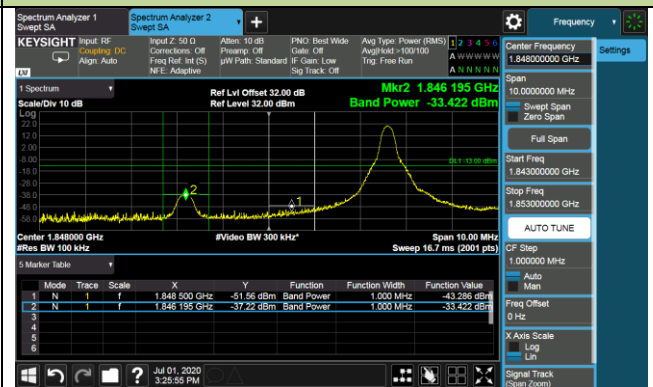 Spectrum Analyzer 1
Swept SA
Spectrum Analyzer 2
Swept SA
Frequency
KEYSIGHT
Input: RF
Coupling: DC
Align: Auto
Input Z: 50 Ω
Corrections: Off
Freq Ref: Int (S)
NFE: Adaptive
Atten: 10 dB
Preamp: Off
µW Path: Standard
PNO: Best Wide
Gate: Off
IF Gain: Low
Sig Track: Off
Avg Type: Power (RMS)
Avg|Hold:>100/100
Trig: Free Run
1 2 3 4 5 6
A W W W W W
A N N N N N
LXI
1 Spectrum
Scale/Div 10 dB
Log
Ref Lvl Offset 32.00 dB
Ref Level 32.00 dBm
Mkr2 1.846 195 GHz
Band Power -33.422 dBm
22.0
12.0
2.00
-8.00
-18.0
-28.0
-38.0
-48.0
-58.0
DL1 -13.00 dBm
2
1
Center 1.848000 GHz
#Res BW 100 kHz
#Video BW 300 kHz*
Span 10.00 MHz
Sweep 16.7 ms (2001 pts)
5 Marker Table
Mode Trace Scale X Y Function Function Width Function Value
1 N 1 f 1.848 500 GHz -51.56 dBm Band Power 1.000 MHz -43.286 dBm
2 N 1 f 1.846 195 GHz -37.22 dBm Band Power 1.000 MHz -33.422 dBm
3
4
5
6
Jul 01, 2020
3:25:55 PM
Center Frequency
1.848000000 GHz
Settings
Span
10.0000000 MHz
Swept Span
Zero Span
Full Span
Start Freq
1.843000000 GHz
Stop Freq
1.853000000 GHz
AUTO TUNE
CF Step
1.000000 MHz
Auto
Man
Freq Offset
0 Hz
X Axis Scale
Log
Lin
Signal Track
(Span Zoom)